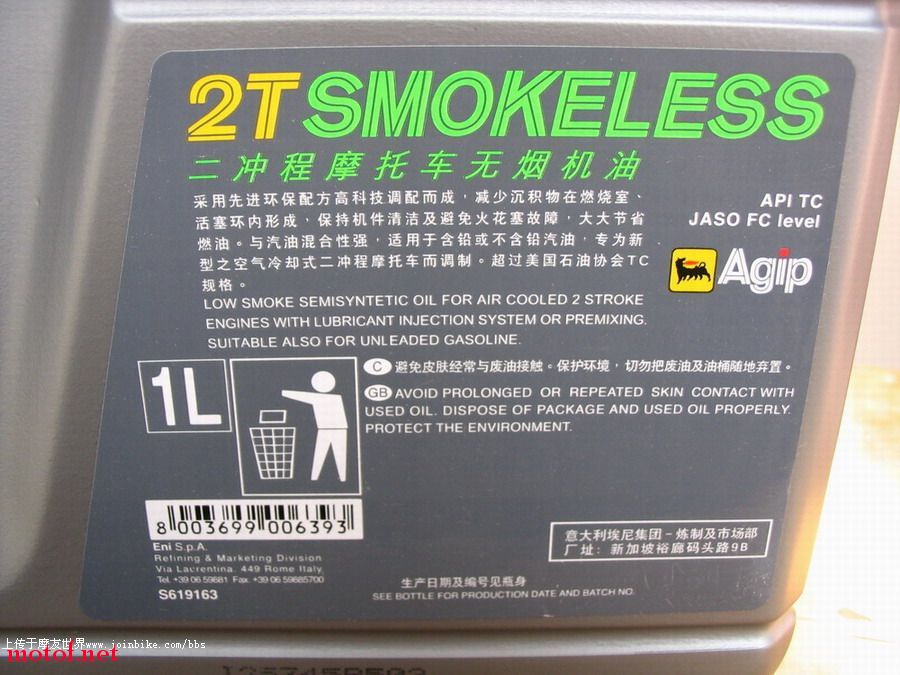 2T SMOKELESS
二冲程摩托车无烟机油
采用先进环保配方高科技调配而成，减少沉积物在燃烧室、
活塞环内形成，保持机件清洁及避免火花塞故障，大大节省
燃油。与汽油混合性强，适用于含铅或不含铅汽油，专为新
型之空气冷却式二冲程摩托车而调制。超过美国石油协会TC
规格。
API TC
JASO FC level
Agip
LOW SMOKE SEMISYNTETIC OIL FOR AIR COOLED 2 STROKE
ENGINES WITH LUBRICANT INJECTION SYSTEM OR PREMIXING.
SUITABLE ALSO FOR UNLEADED GASOLINE.
1L
C 避免皮肤经常与废油接触。保护环境，切勿把废油及油桶随地弃置。
GB AVOID PROLONGED OR REPEATED SKIN CONTACT WITH
USED OIL. DISPOSE OF PACKAGE AND USED OIL PROPERLY.
PROTECT THE ENVIRONMENT.
8 003699 006393
Eni S.p.A.
Refining & Marketing Division
Via Laurentina, 449 Rome Italy
Tel. +39 06 59881 Fax. +39 06 59885700
S619163
意大利埃尼集团－炼制及市场部
厂址：新加坡裕廊码头路9B
生产日期及编号见瓶身
SEE BOTTLE FOR PRODUCTION DATE AND BATCH NO.
上传于摩友世界www.joinbike.com/bbs
moto1.net